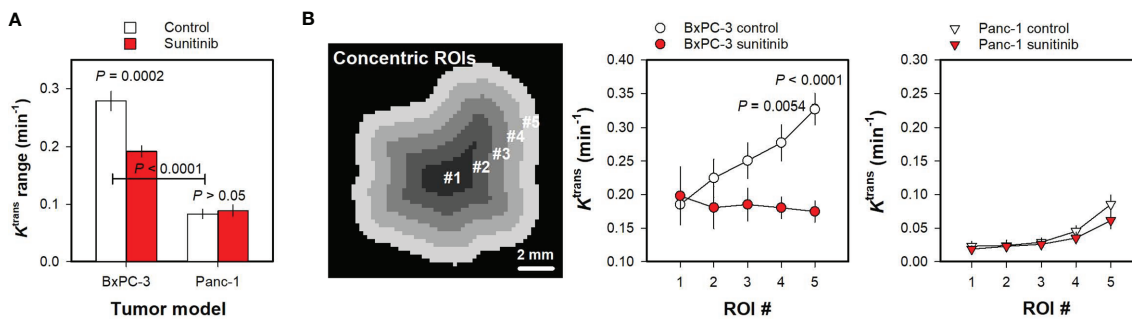 A
Control
Sunitinib
K^trans range (min⁻¹)
0.3
0.2
0.1
0.0
P = 0.0002
P < 0.0001
P > 0.05
BxPC-3 Panc-1
Tumor model
B
Concentric ROIs
#5
#4
#3
#2
#1
2 mm
BxPC-3 control
BxPC-3 sunitinib
K^trans (min⁻¹)
0.40
0.35
0.30
0.25
0.20
0.15
0.10
P < 0.0001
P = 0.0054
1 2 3 4 5
ROI #
Panc-1 control
Panc-1 sunitinib
K^trans (min⁻¹)
0.30
0.25
0.20
0.15
0.10
0.05
0.00
1 2 3 4 5
ROI #